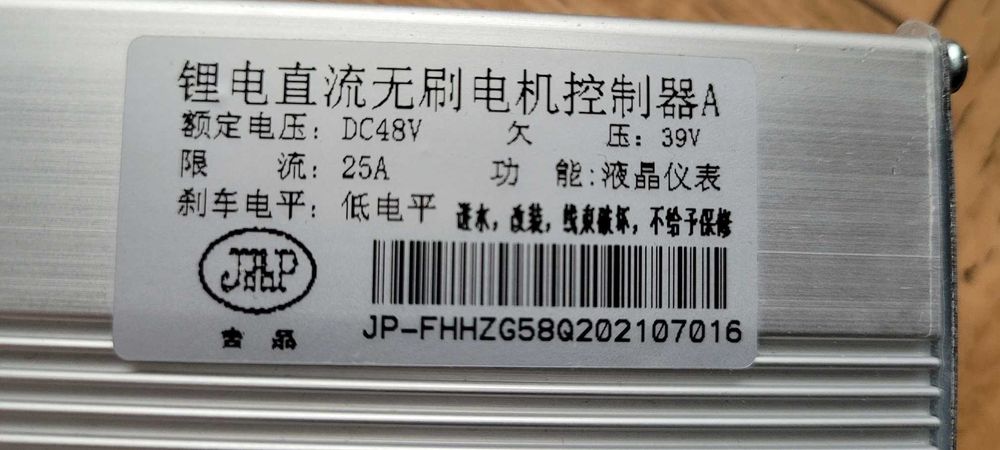 锂电直流无刷电机控制器A
额定电压: DC48V 欠 压: 39V
限 流: 25A 功 能: 液晶仪表
刹车电平: 低电平 进水，改装，线束破坏，不给予保修
JHLP
吉品
JP-FHHZG58Q202107016